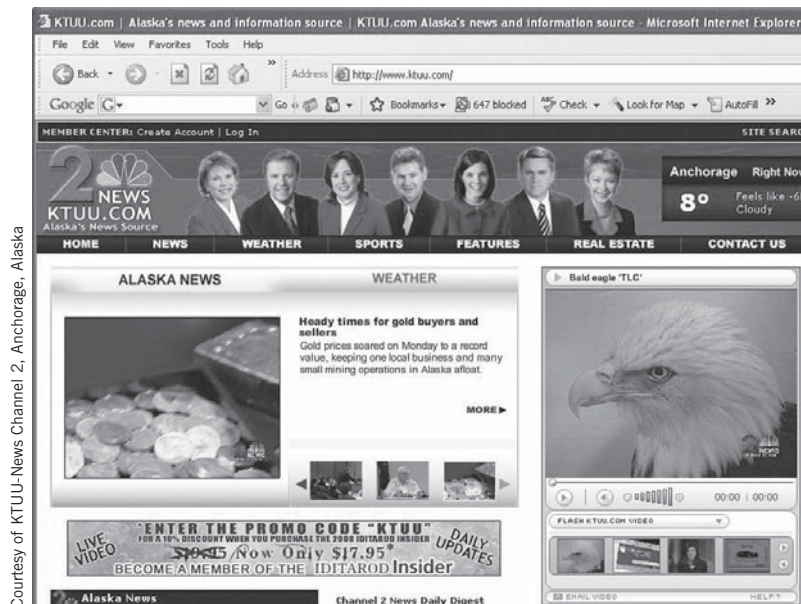 Courtesy of KTUU-News Channel 2, Anchorage, Alaska
KTUU.com | Alaska's news and information source | KTUU.com Alaska's news and information source - Microsoft Internet Explorer
File Edit View Favorites Tools Help
Back
Address http://www.ktuu.com/
Google G Go Bookmarks 647 blocked ABC Check Look for Map AutoFill
MEMBER CENTER: Create Account | Log In
SITE SEAR
2
NEWS
KTUU.COM
Alaska's News Source
Anchorage Right Now
8° Feels like -6
Cloudy
HOME NEWS WEATHER SPORTS FEATURES REAL ESTATE CONTACT US
ALASKA NEWS WEATHER
Heady times for gold buyers and
sellers
Gold prices soared on Monday to a record
value, keeping one local business and many
small mining operations in Alaska afloat.
MORE
NEWS
LIVE VIDEO
ENTER THE PROMO CODE "KTUU"
FOR A 10% DISCOUNT WHEN YOU PURCHASE THE 2008 IDITAROD INSIDER
$19.95 / Now Only $17.95*
BECOME A MEMBER OF THE IDITAROD Insider
DAILY UPDATES
2 Alaska News
Channel 2 News Daily Digest
Bald eagle 'TLC'
NEWS
00:00 | 00:00
FLASH KTUU.COM VIDEO
EMAIL VIDEO HELP?